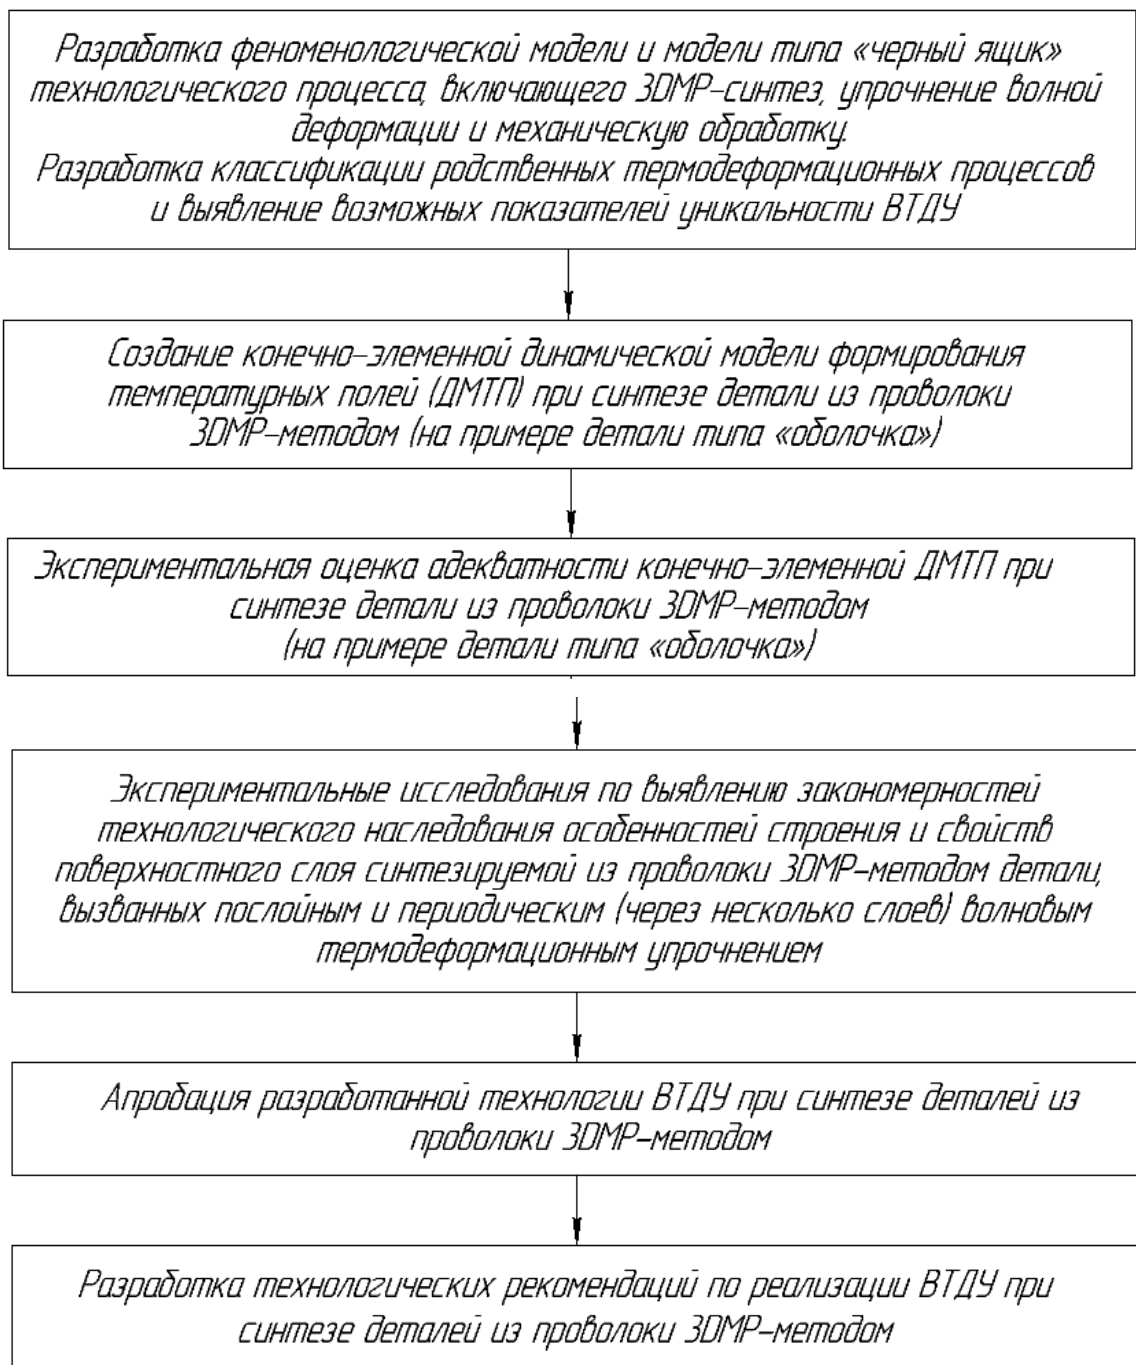 Разработка феноменологической модели и модели типа «черный ящик»
технологического процесса, включающего 3DMP-синтез, упрочнение волной
деформации и механическую обработку.
Разработка классификации родственных термодеформационных процессов
и выявление возможных показателей уникальности ВТДУ
Создание конечно-элементной динамической модели формирования
температурных полей (ДМТП) при синтезе детали из проволоки
3DMP-методом (на примере детали типа «оболочка»)
Экспериментальная оценка адекватности конечно-элементной ДМТП при
синтезе детали из проволоки 3DMP-методом
(на примере детали типа «оболочка»)
Экспериментальные исследования по выявлению закономерностей
технологического наследования особенностей строения и свойств
поверхностного слоя синтезируемой из проволоки 3DMP-методом детали,
вызванных послойным и периодическим (через несколько слоев) волновым
термодеформационным упрочнением
Апробация разработанной технологии ВТДУ при синтезе деталей из
проволоки 3DMP-методом
Разработка технологических рекомендаций по реализации ВТДУ при
синтезе деталей из проволоки 3DMP-методом